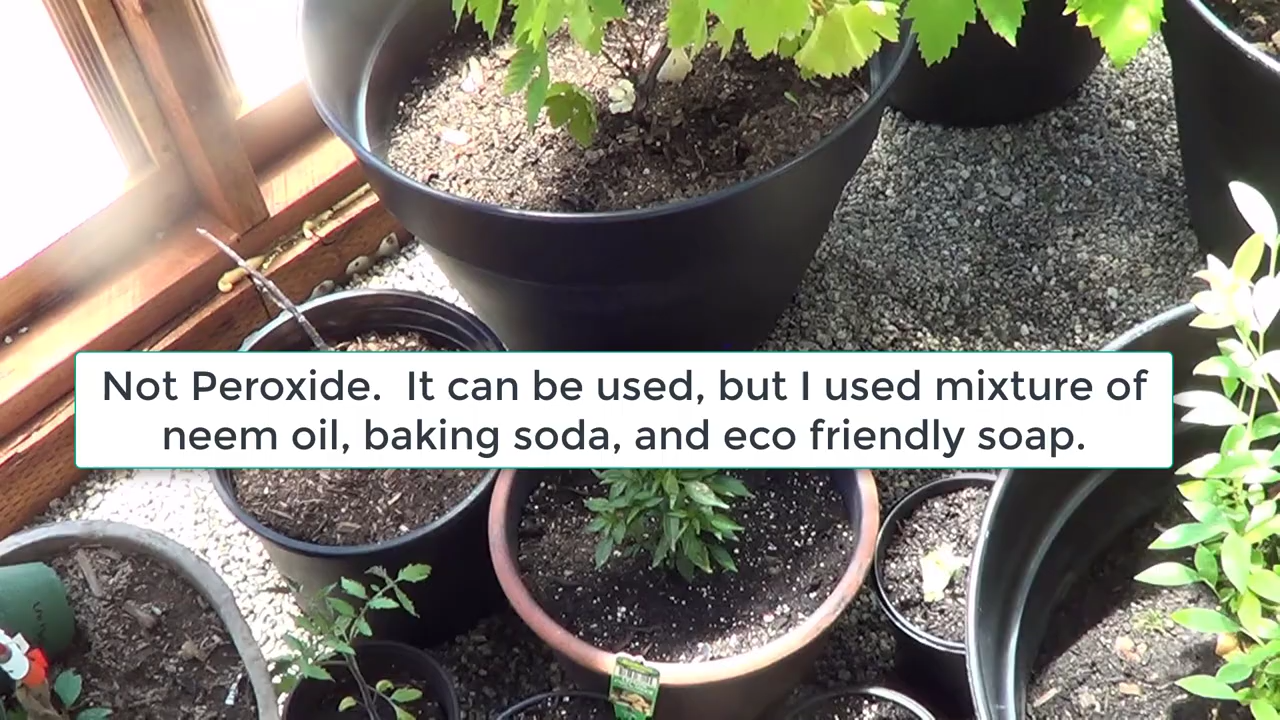 Not Peroxide.  It can be used, but I used mixture of
neem oil, baking soda, and eco friendly soap.